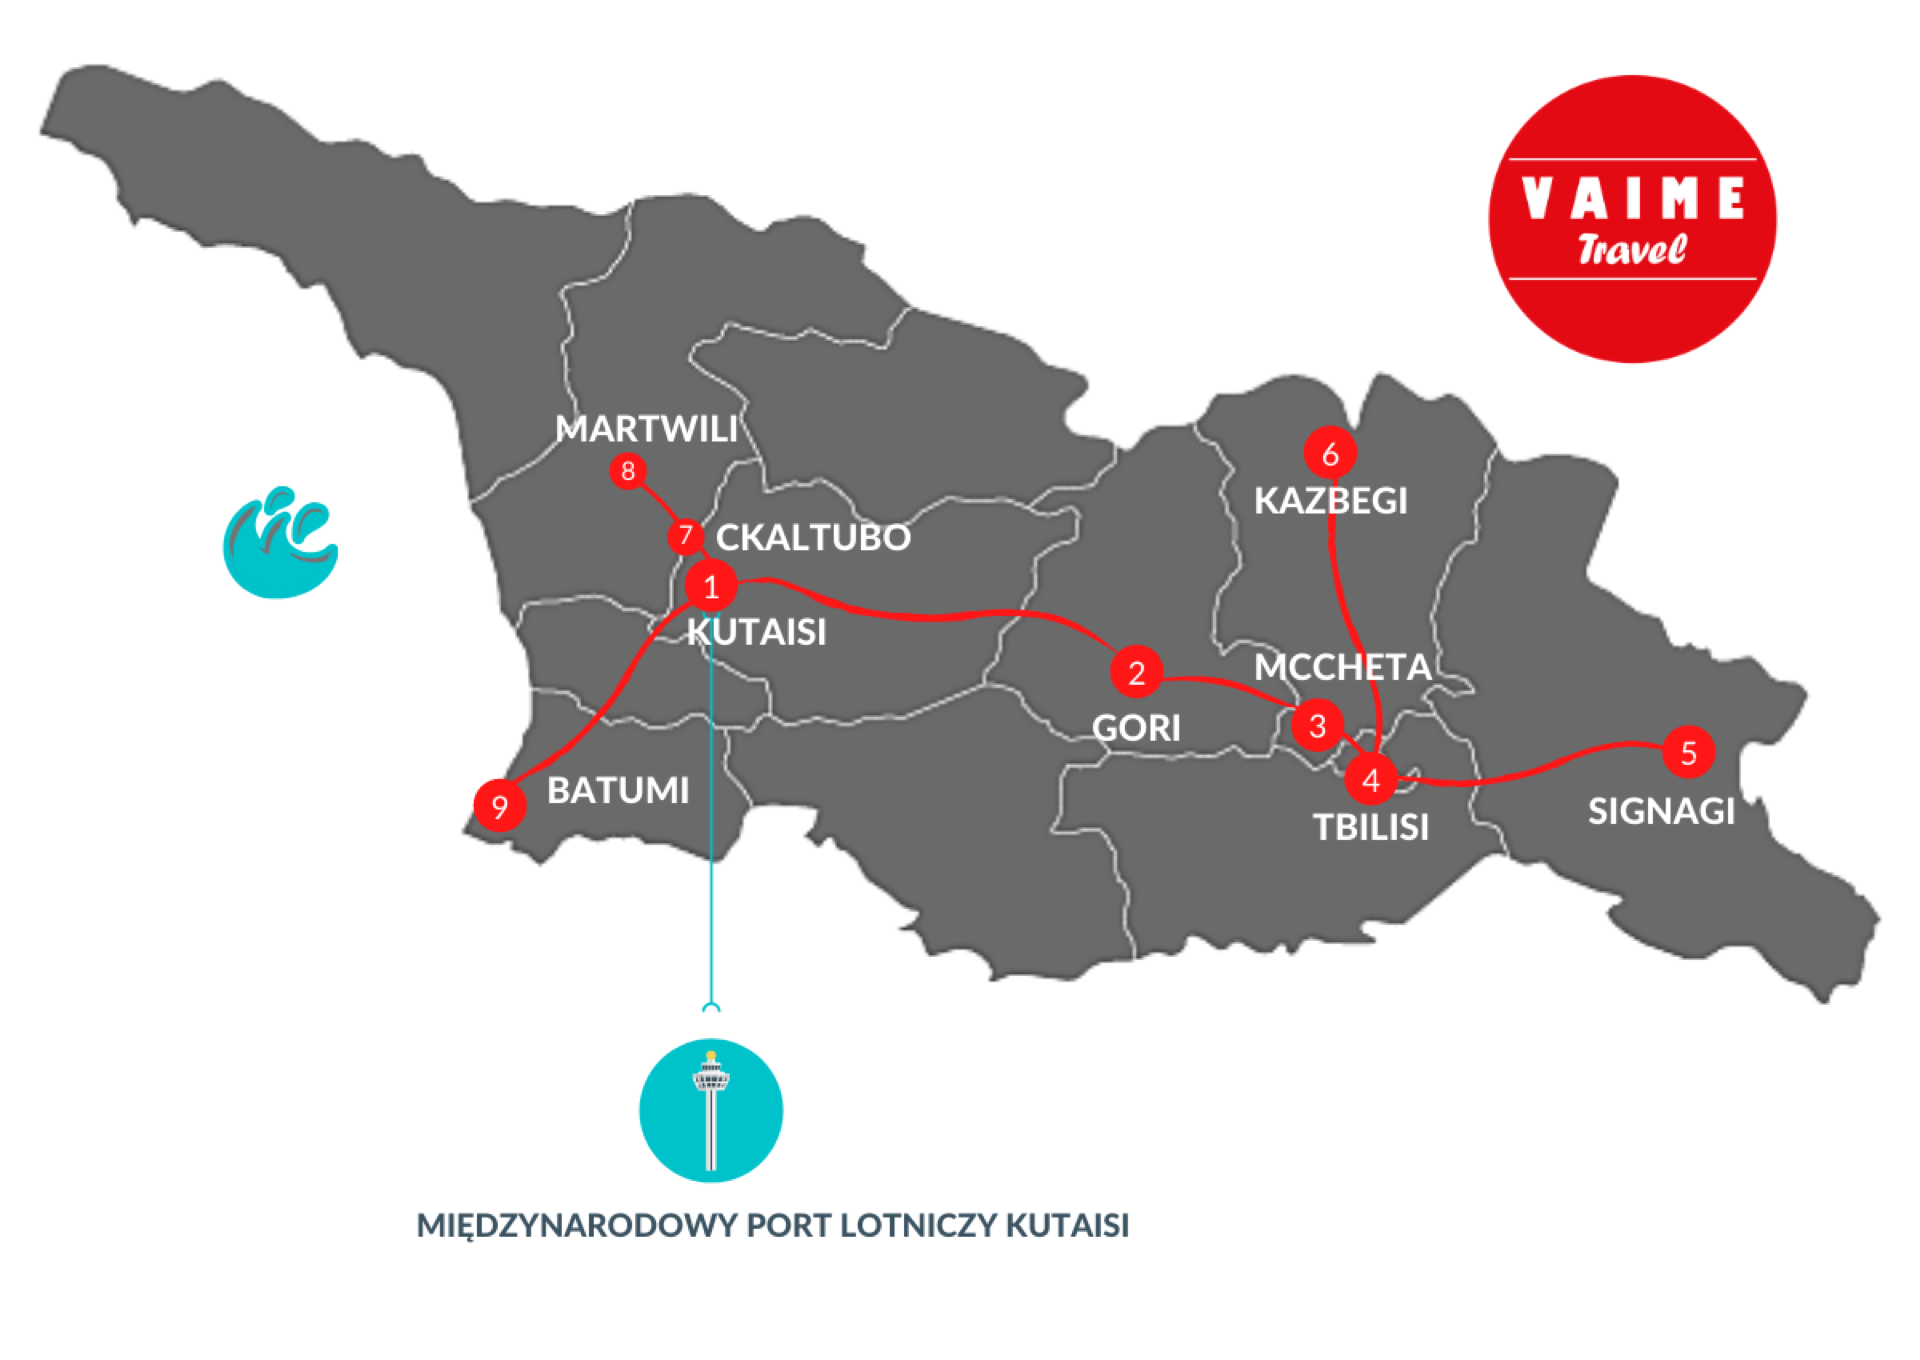 VAIME
Travel
MARTWILI
8
6
KAZBEGI
7
CKALTUBO
1
KUTAISI
MCCHETA
2
GORI
3
5
SIGNAGI
4
TBILISI
BATUMI
9
MIĘDZYNARODOWY PORT LOTNICZY KUTAISI